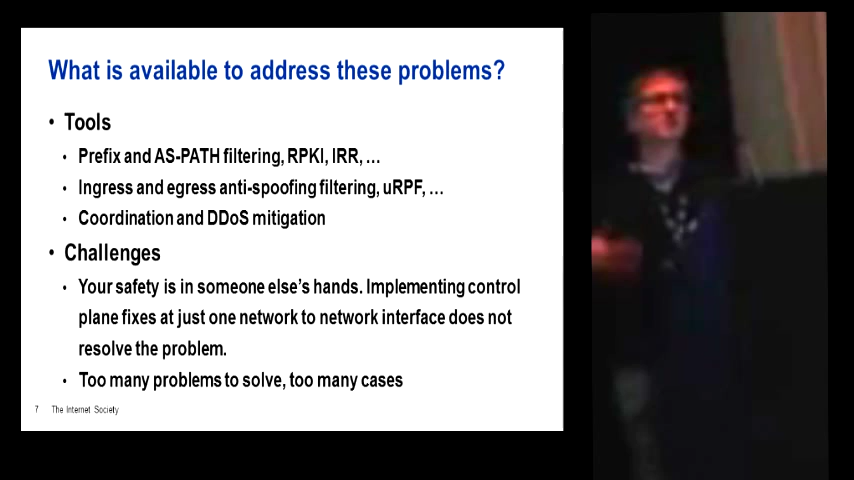 What is available to address these problems?
• Tools
• Prefix and AS-PATH filtering, RPKI, IRR, …
• Ingress and egress anti-spoofing filtering, uRPF, …
• Coordination and DDoS mitigation
• Challenges
• Your safety is in someone else’s hands. Implementing control
plane fixes at just one network to network interface does not
resolve the problem.
• Too many problems to solve, too many cases
7 The Internet Society